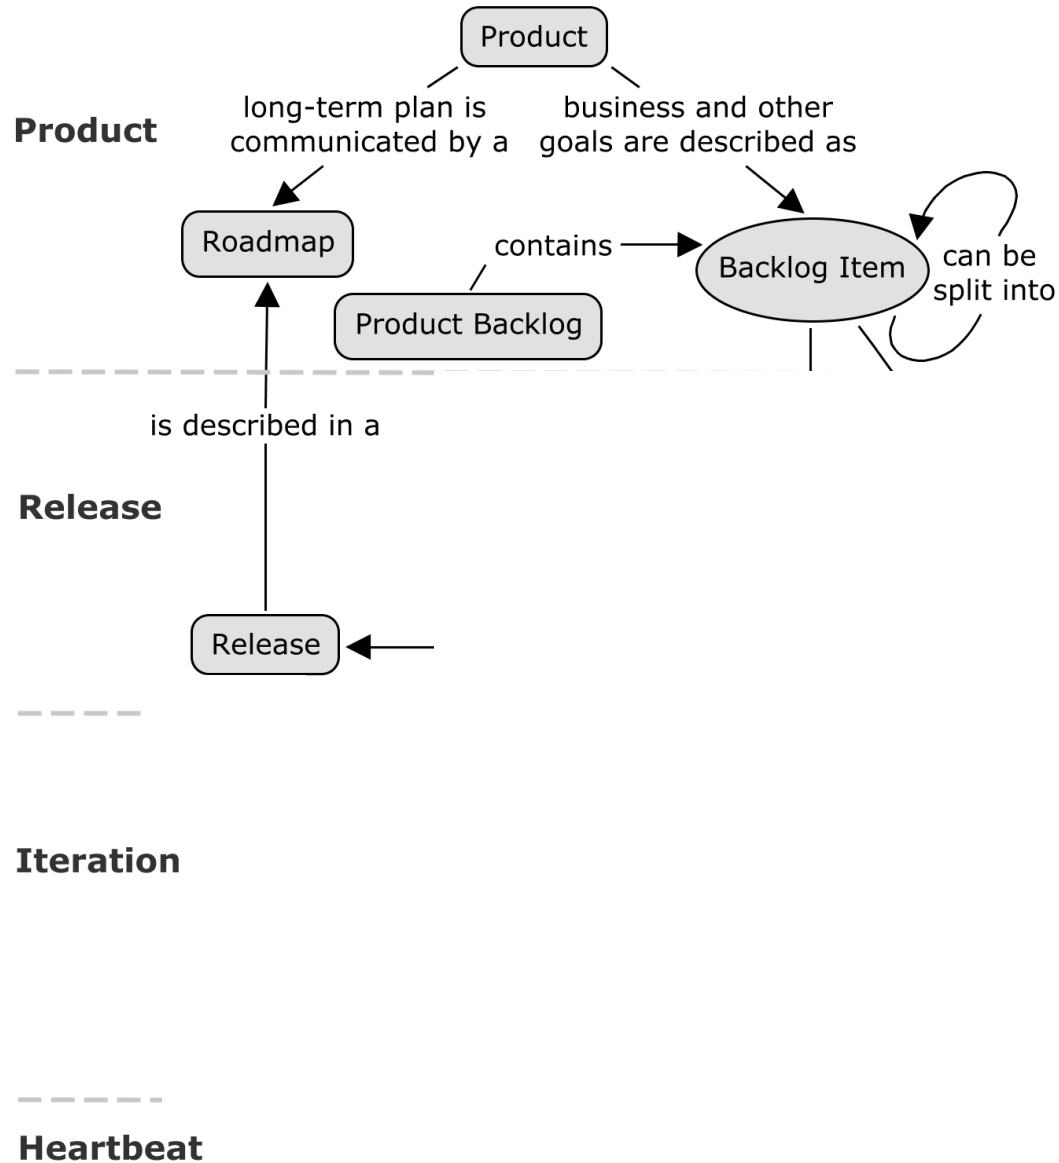 Product
long-term plan is
communicated by a
business and other
goals are described as
Product
Roadmap
contains
Backlog Item
can be
split into
Product Backlog
is described in a
Release
Release
Iteration
Heartbeat